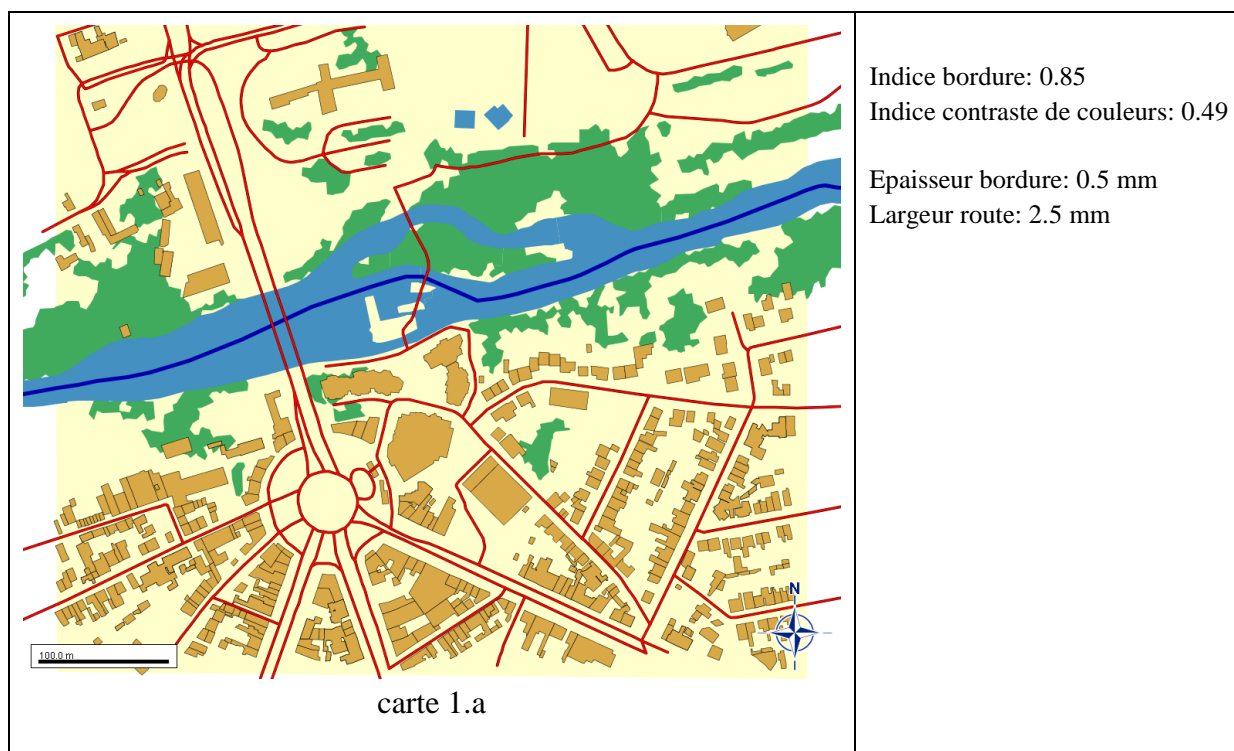 Indice bordure: 0.85
Indice contraste de couleurs: 0.49
Epaisseur bordure: 0.5 mm
Largeur route: 2.5 mm
N
100.0 m
carte 1.a